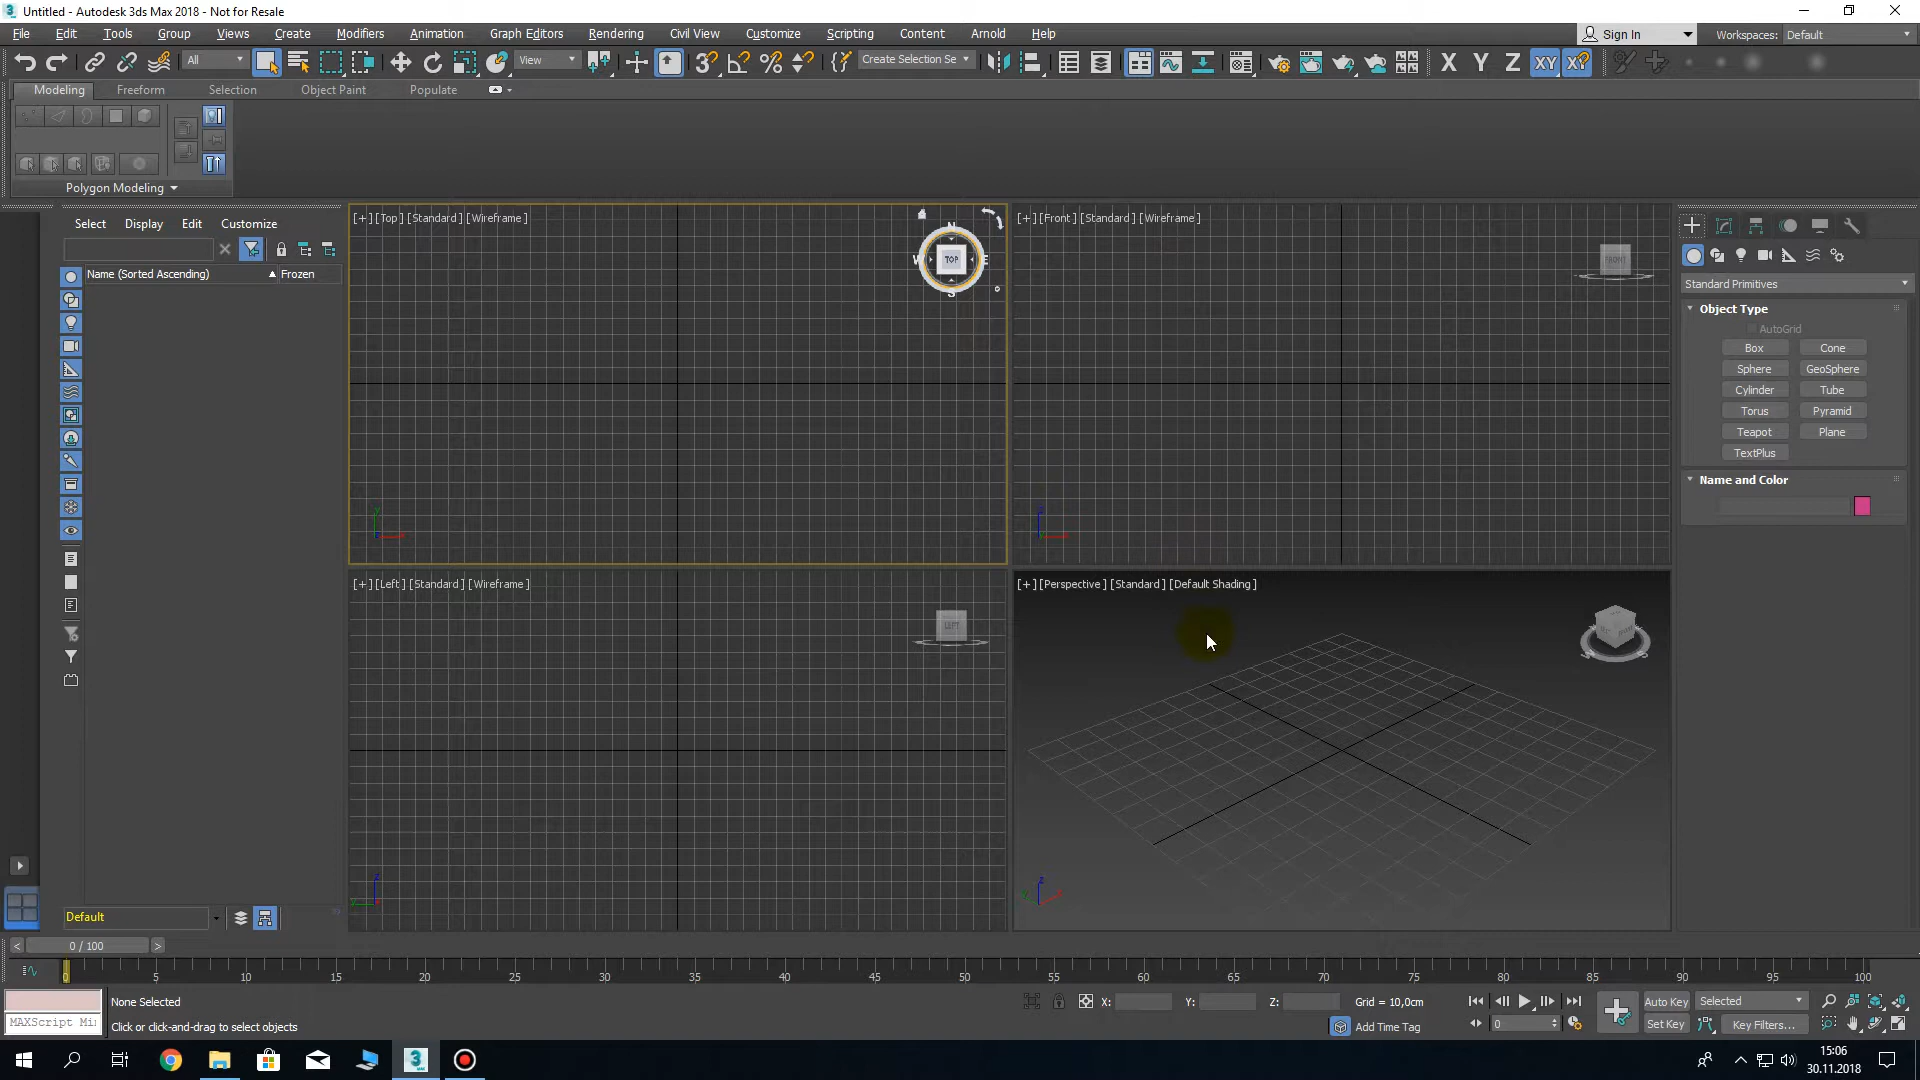 Untitled - Autodesk 3ds Max 2018 - Not for Resale
File Edit Tools Group Views Create Modifiers Animation Graph Editors Rendering Civil View Customize Scripting Content Arnold Help
Sign In Workspaces: Default
All View Create Selection Se X Y Z XY XY
Modeling Freeform Selection Object Paint Populate
Polygon Modeling
Select Display Edit Customize
Name (Sorted Ascending) Frozen
[+] [Top] [Standard] [Wireframe]
N
W TOP E
S
[+] [Front] [Standard] [Wireframe]
FRONT
Standard Primitives
Object Type
AutoGrid
Box Cone
Sphere GeoSphere
Cylinder Tube
Torus Pyramid
Teapot Plane
TextPlus
Name and Color
[+] [Left] [Standard] [Wireframe]
LEFT
[+] [Perspective] [Standard] [Default Shading]
Default
0 / 100
0 5 10 15 20 25 30 35 40 45 50 55 60 65 70 75 80 85 90 95 100
None Selected
X: Y: Z: Grid = 10,0cm
Auto Key Selected
MAXScript Mi
Click or click-and-drag to select objects
Add Time Tag
0
Set Key Key Filters...
15:06
30.11.2018